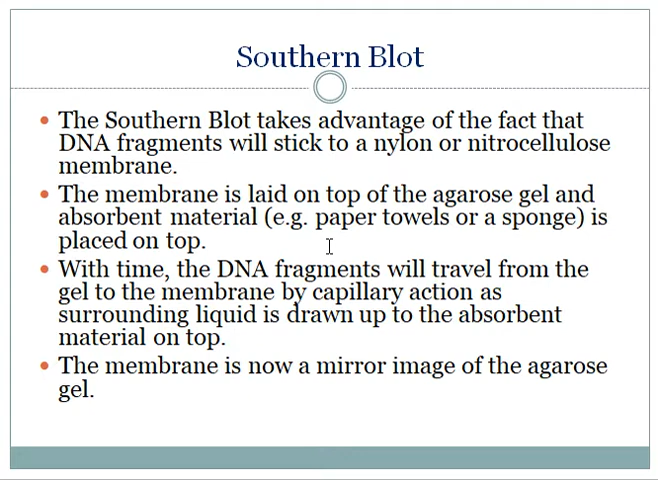 Southern Blot
• The Southern Blot takes advantage of the fact that
DNA fragments will stick to a nylon or nitrocellulose
membrane.
• The membrane is laid on top of the agarose gel and
absorbent material (e.g. paper towels or a sponge) is
placed on top.
• With time, the DNA fragments will travel from the
gel to the membrane by capillary action as
surrounding liquid is drawn up to the absorbent
material on top.
• The membrane is now a mirror image of the agarose
gel.